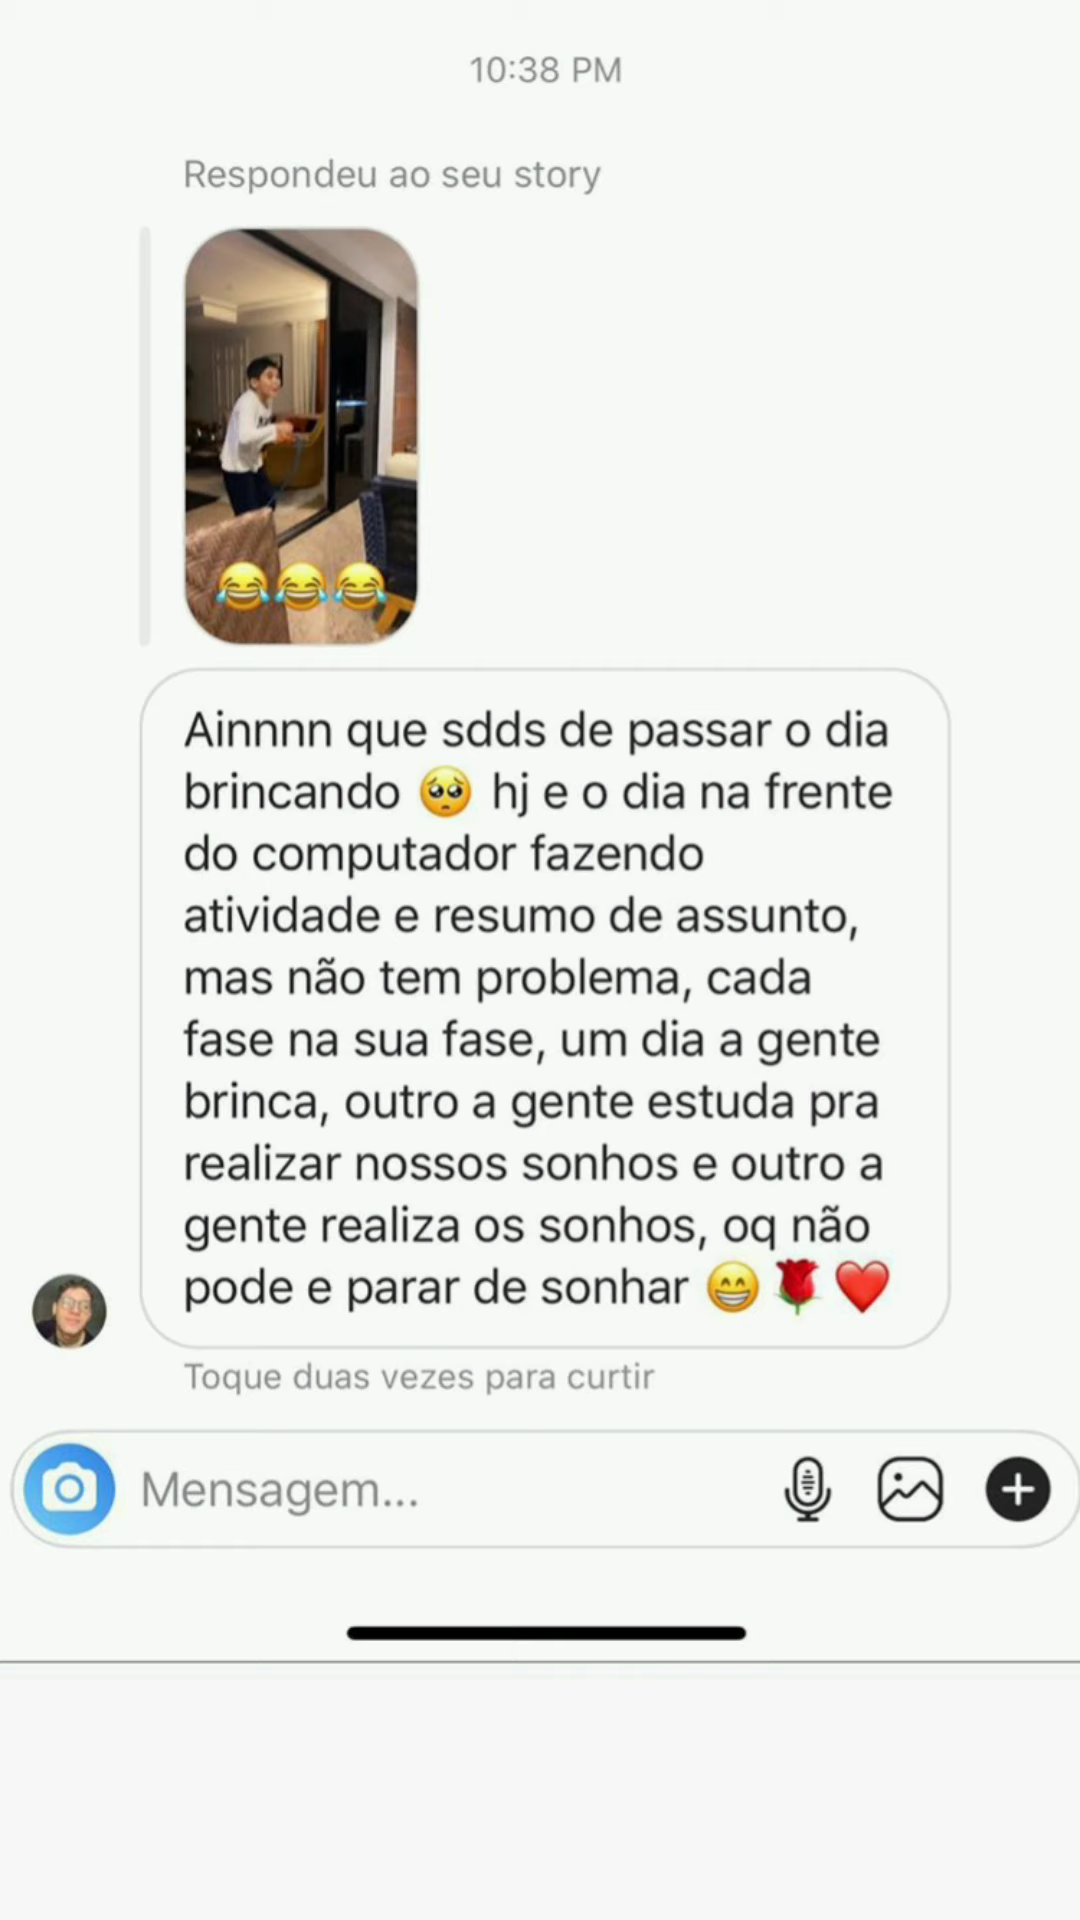 10:38 PM
Respondeu ao seu story
😂😂😂
Ainnnn que sdds de passar o dia
brincando 🥺 hj e o dia na frente
do computador fazendo
atividade e resumo de assunto,
mas não tem problema, cada
fase na sua fase, um dia a gente
brinca, outro a gente estuda pra
realizar nossos sonhos e outro a
gente realiza os sonhos, oq não
pode e parar de sonhar 😁🌹❤️
Toque duas vezes para curtir
Mensagem...